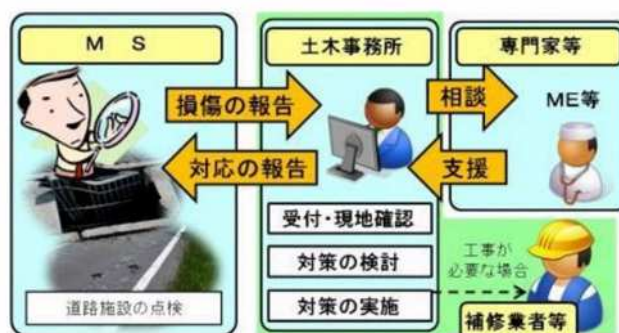 MS
土木事務所
専門家等
損傷の報告
相談
ME等
対応の報告
支援
受付・現地確認
対策の検討
対策の実施
道路施設の点検
工事が
必要な場合
補修業者等